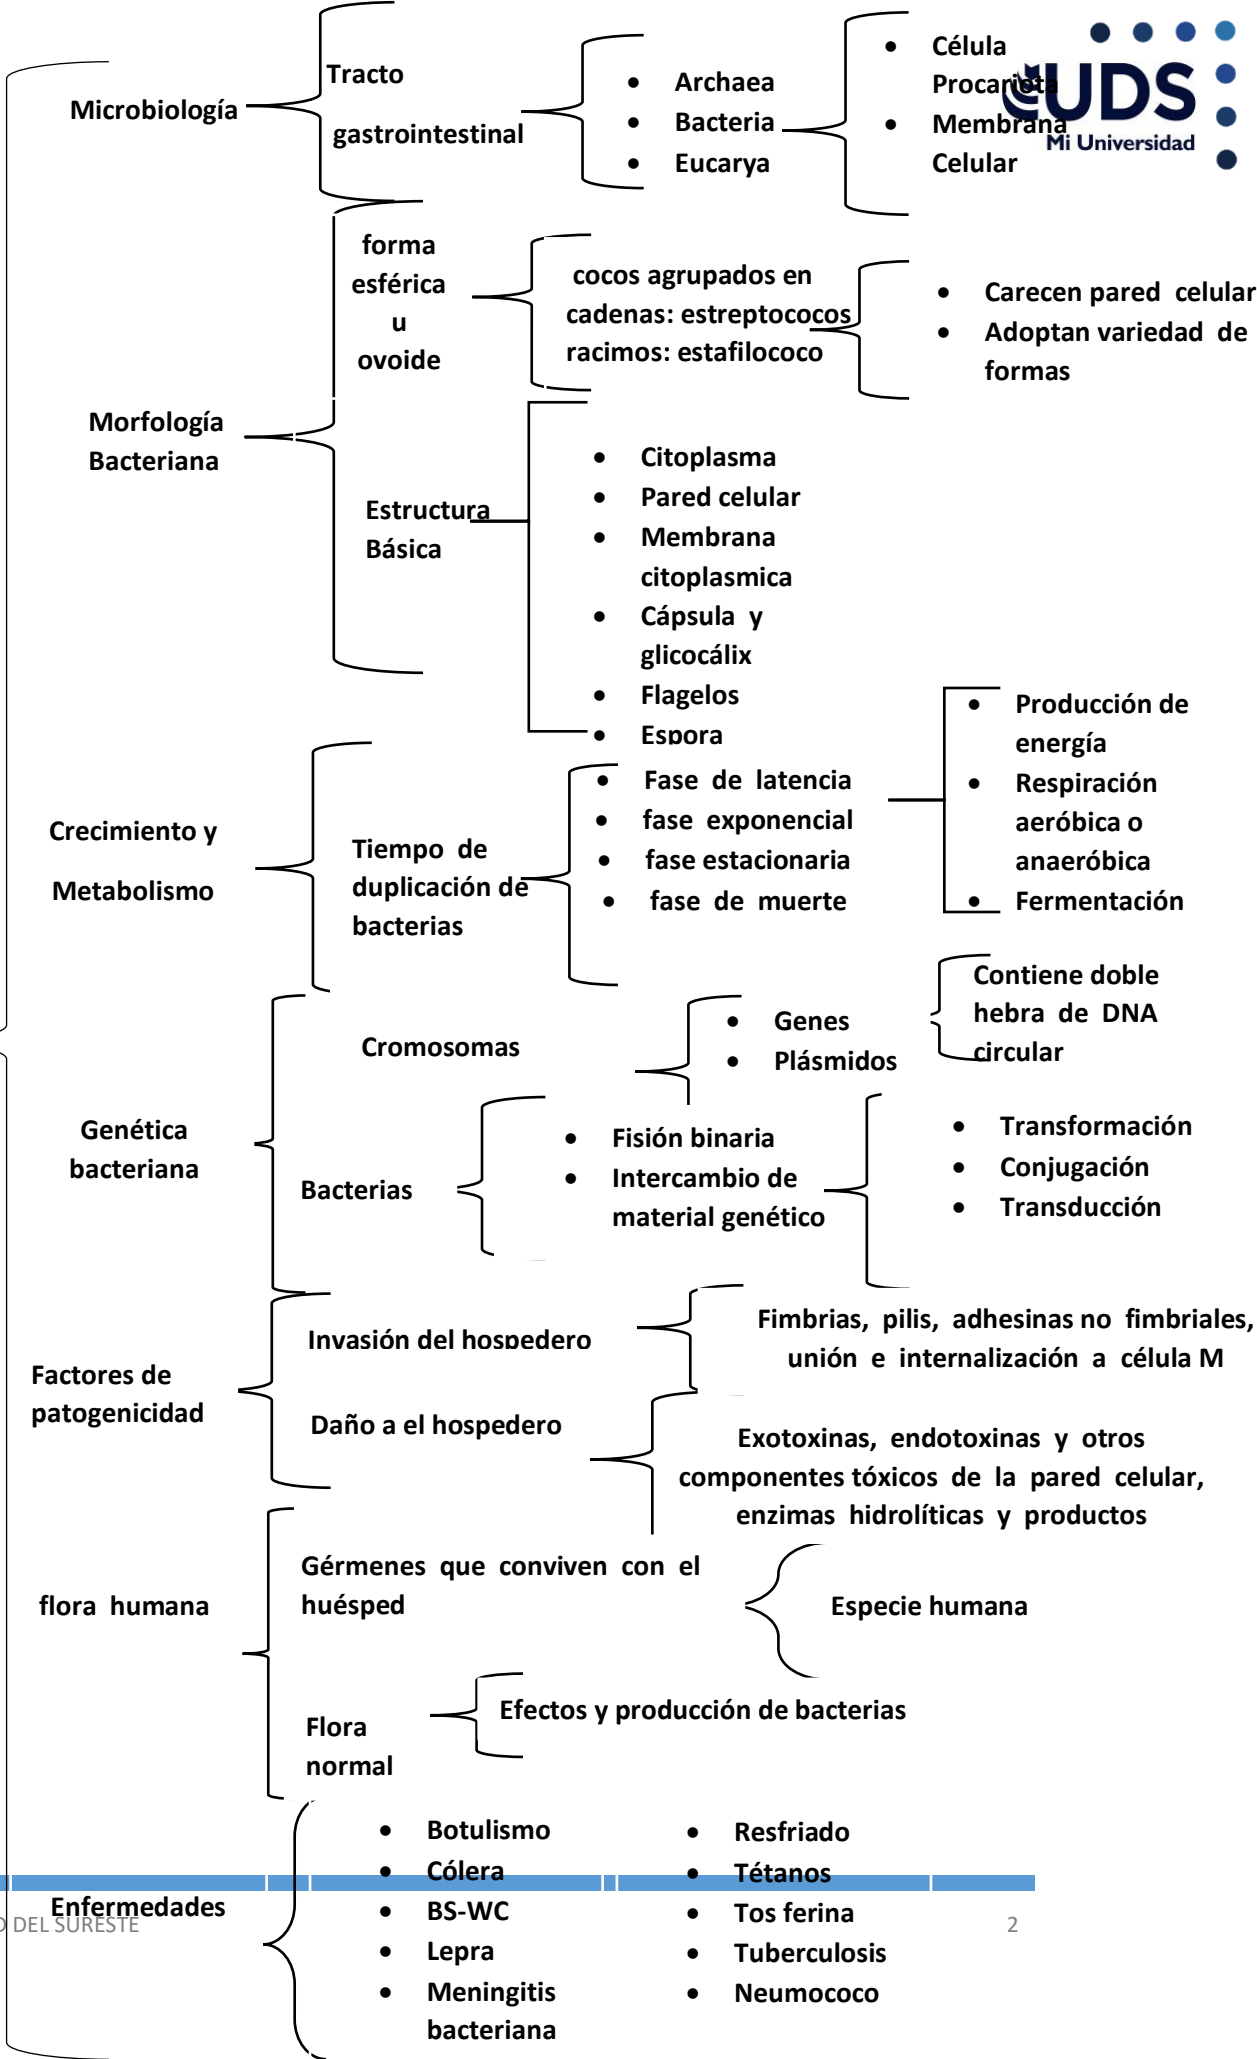 Microbiología
Tracto
gastrointestinal
• Archaea
• Bacteria
• Eucarya
• Célula
Procariota
• Membrana
Celular
UDS
Mi Universidad
Morfología
Bacteriana
forma
esférica
u
ovoide
cocos agrupados en
cadenas: estreptococos
racimos: estafilococo
• Carecen pared celular
• Adoptan variedad de
formas
Estructura
Básica
• Citoplasma
• Pared celular
• Membrana
citoplasmica
• Cápsula y
glicocálix
• Flagelos
• Espora
Crecimiento y
Metabolismo
Tiempo de
duplicación de
bacterias
• Fase de latencia
• fase exponencial
• fase estacionaria
• fase de muerte
• Producción de
energía
• Respiración
aeróbica o
anaeróbica
• Fermentación
Genética
bacteriana
Cromosomas
• Genes
• Plásmidos
Contiene doble
hebra de DNA
circular
Bacterias
• Fisión binaria
• Intercambio de
material genético
• Transformación
• Conjugación
• Transducción
Factores de
patogenicidad
Invasión del hospedero
Fimbrias, pilis, adhesinas no fimbriales,
unión e internalización a célula M
Daño a el hospedero
Exotoxinas, endotoxinas y otros
componentes tóxicos de la pared celular,
enzimas hidrolíticas y productos
flora humana
Gérmenes que conviven con el
huésped
Especie humana
Flora
normal
Efectos y producción de bacterias
Enfermedades
• Botulismo
• Cólera
• BS-WC
• Lepra
• Meningitis
bacteriana
• Resfriado
• Tétanos
• Tos ferina
• Tuberculosis
• Neumococo
D DEL SURESTE
2